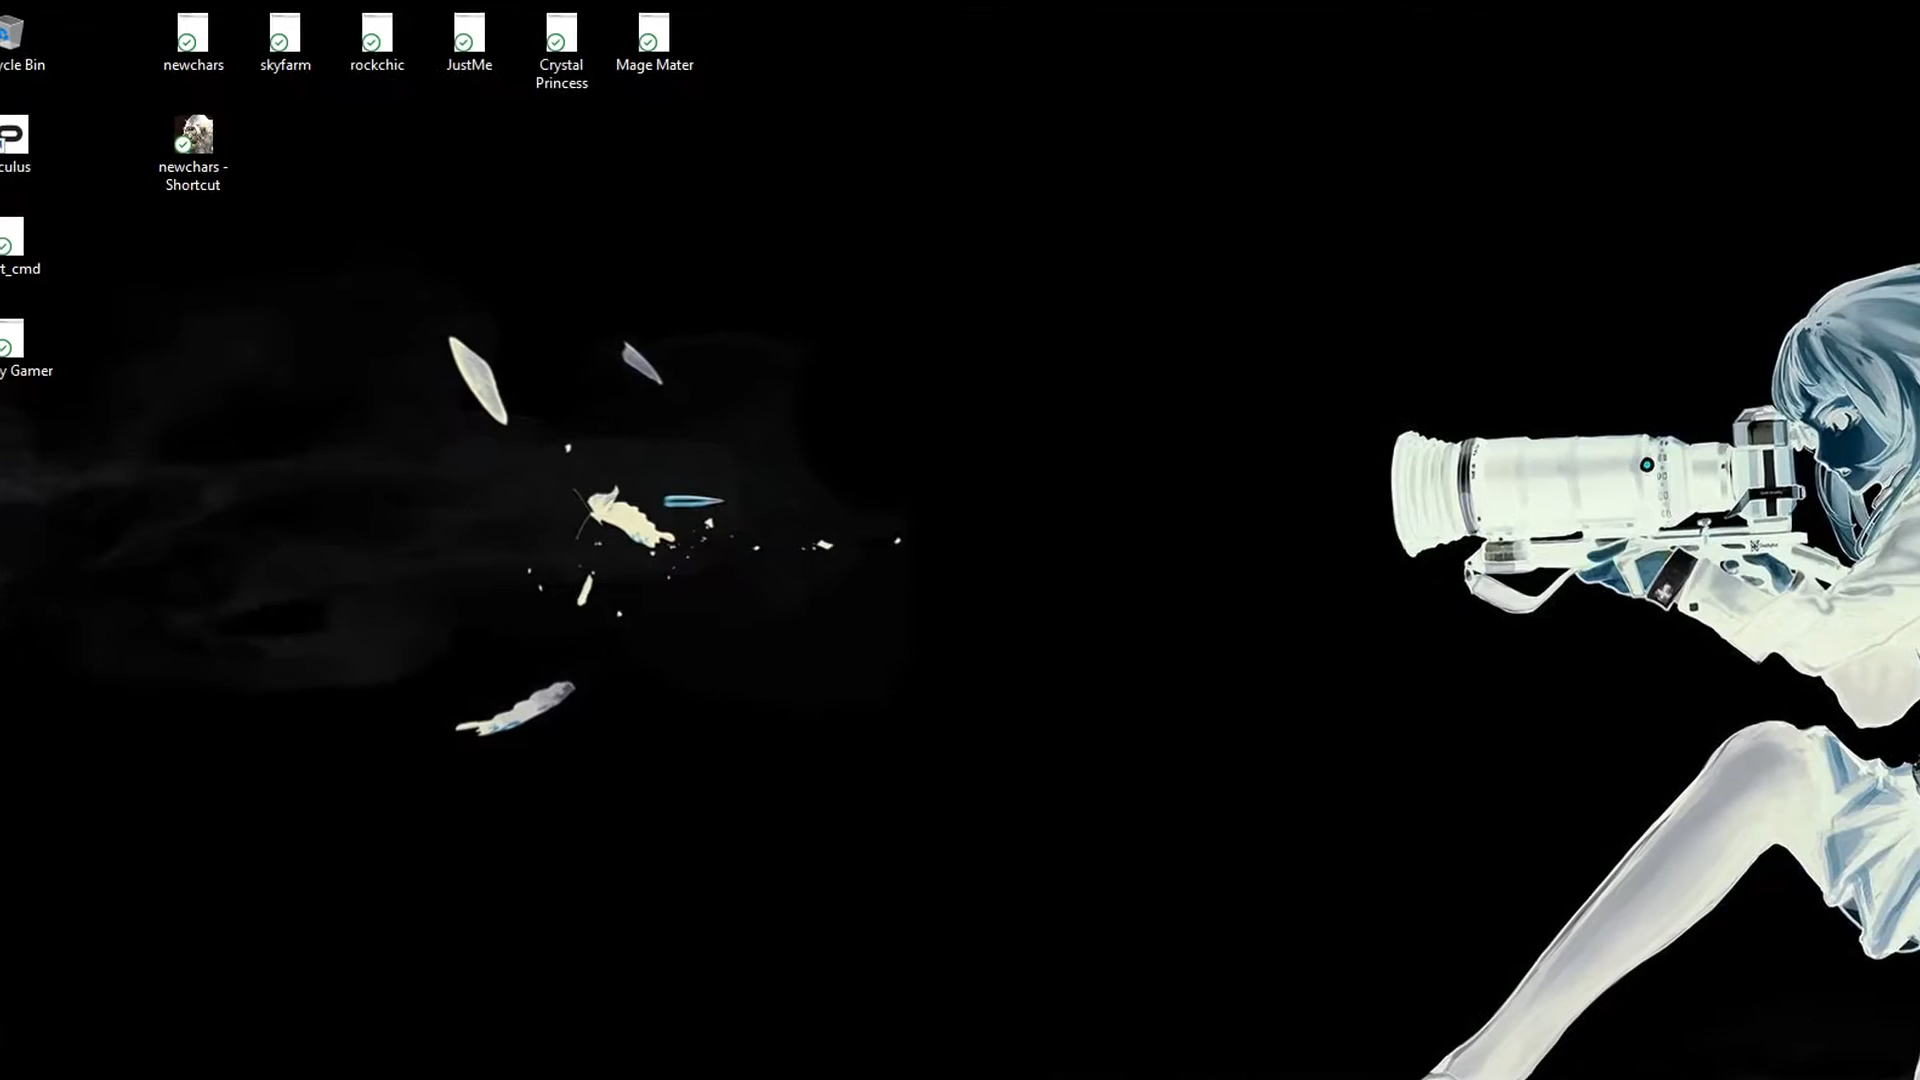 ycle Bin
newchars
skyfarm
rockchic
JustMe
Crystal
Princess
Mage Mater
culus
newchars -
Shortcut
t_cmd
y Gamer